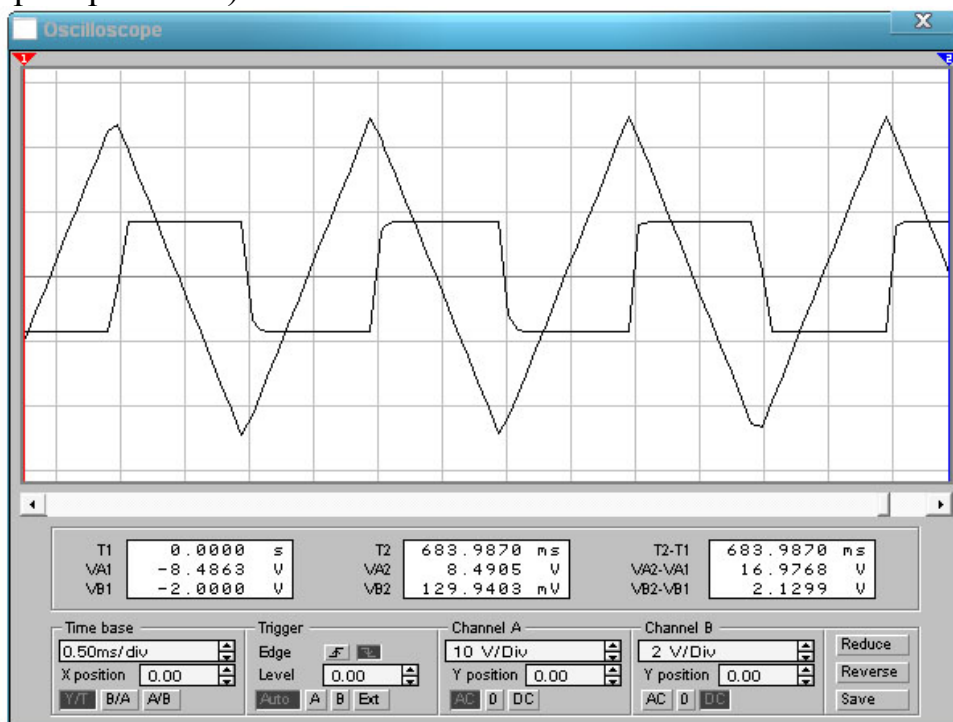 Oscilloscope
1
2
T1 0.0000 s
VA1 -8.4863 V
VB1 -2.0000 V
T2 683.9870 ms
VA2 8.4905 V
VB2 129.9403 mV
T2-T1 683.9870 ms
VA2-VA1 16.9768 V
VB2-VB1 2.1299 V
Time base
0.50ms/div
X position 0.00
Y/T B/A A/B
Trigger
Edge
Level 0.00
Auto A B Ext
Channel A
10 V/Div
Y position 0.00
AC 0 DC
Channel B
2 V/Div
Y position 0.00
AC 0 DC
Reduce
Reverse
Save